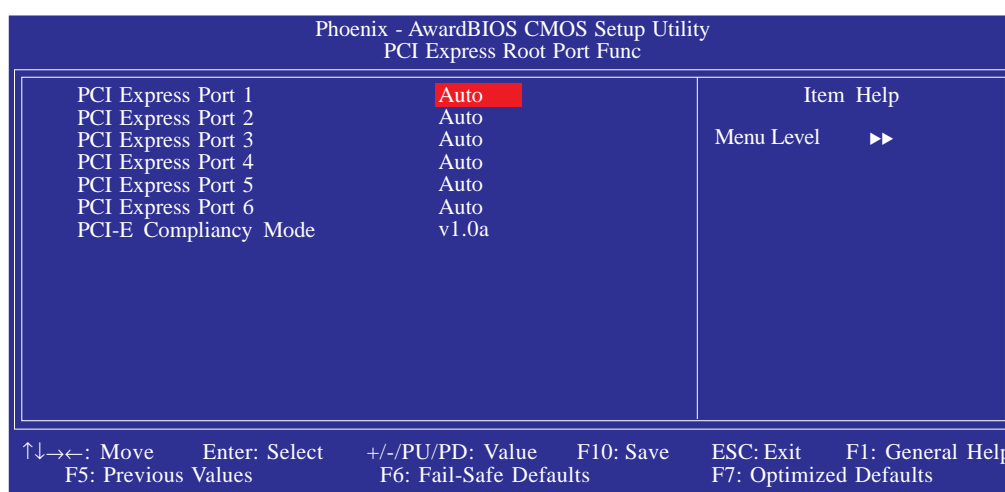 Phoenix - AwardBIOS CMOS Setup Utility
PCI Express Root Port Func
PCI Express Port 1 Auto Item Help
PCI Express Port 2 Auto
PCI Express Port 3 Auto Menu Level ▶▶
PCI Express Port 4 Auto
PCI Express Port 5 Auto
PCI Express Port 6 Auto
PCI-E Compliancy Mode v1.0a
↑↓→←: Move Enter: Select +/-/PU/PD: Value F10: Save ESC: Exit F1: General Help
F5: Previous Values F6: Fail-Safe Defaults F7: Optimized Defaults